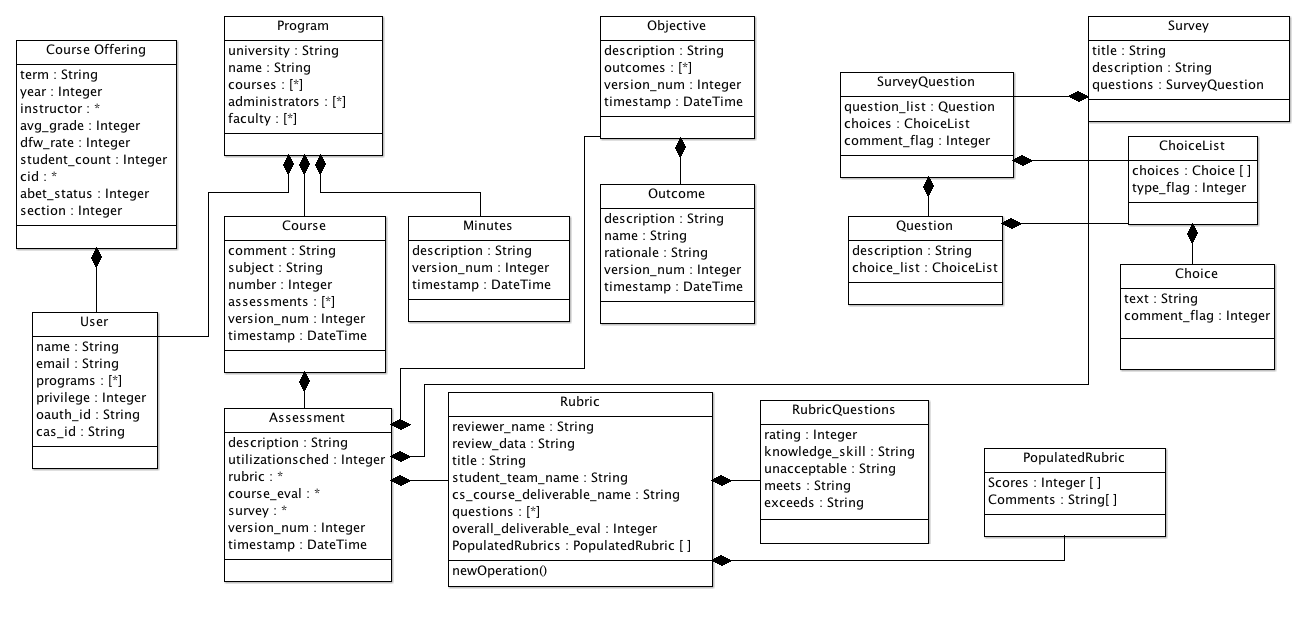 Course Offering
term : String
year : Integer
instructor : *
avg_grade : Integer
dfw_rate : Integer
student_count : Integer
cid : *
abet_status : Integer
section : Integer
Program
university : String
name : String
courses : [*]
administrators : [*]
faculty : [*]
Objective
description : String
outcomes : [*]
version_num : Integer
timestamp : DateTime
SurveyQuestion
question_list : Question
choices : ChoiceList
comment_flag : Integer
Survey
title : String
description : String
questions : SurveyQuestion
ChoiceList
choices : Choice [ ]
type_flag : Integer
Course
comment : String
subject : String
number : Integer
assessments : [*]
version_num : Integer
timestamp : DateTime
Minutes
description : String
version_num : Integer
timestamp : DateTime
Outcome
description : String
name : String
rationale : String
version_num : Integer
timestamp : DateTime
Question
description : String
choice_list : ChoiceList
Choice
text : String
comment_flag : Integer
User
name : String
email : String
programs : [*]
privilege : Integer
oauth_id : String
cas_id : String
Assessment
description : String
utilizationsched : Integer
rubric : *
course_eval : *
survey : *
version_num : Integer
timestamp : DateTime
Rubric
reviewer_name : String
review_data : String
title : String
student_team_name : String
cs_course_deliverable_name : String
questions : [*]
overall_deliverable_eval : Integer
PopulatedRubrics : PopulatedRubric [ ]
newOperation()
RubricQuestions
rating : Integer
knowledge_skill : String
unacceptable : String
meets : String
exceeds : String
PopulatedRubric
Scores : Integer [ ]
Comments : String[ ]